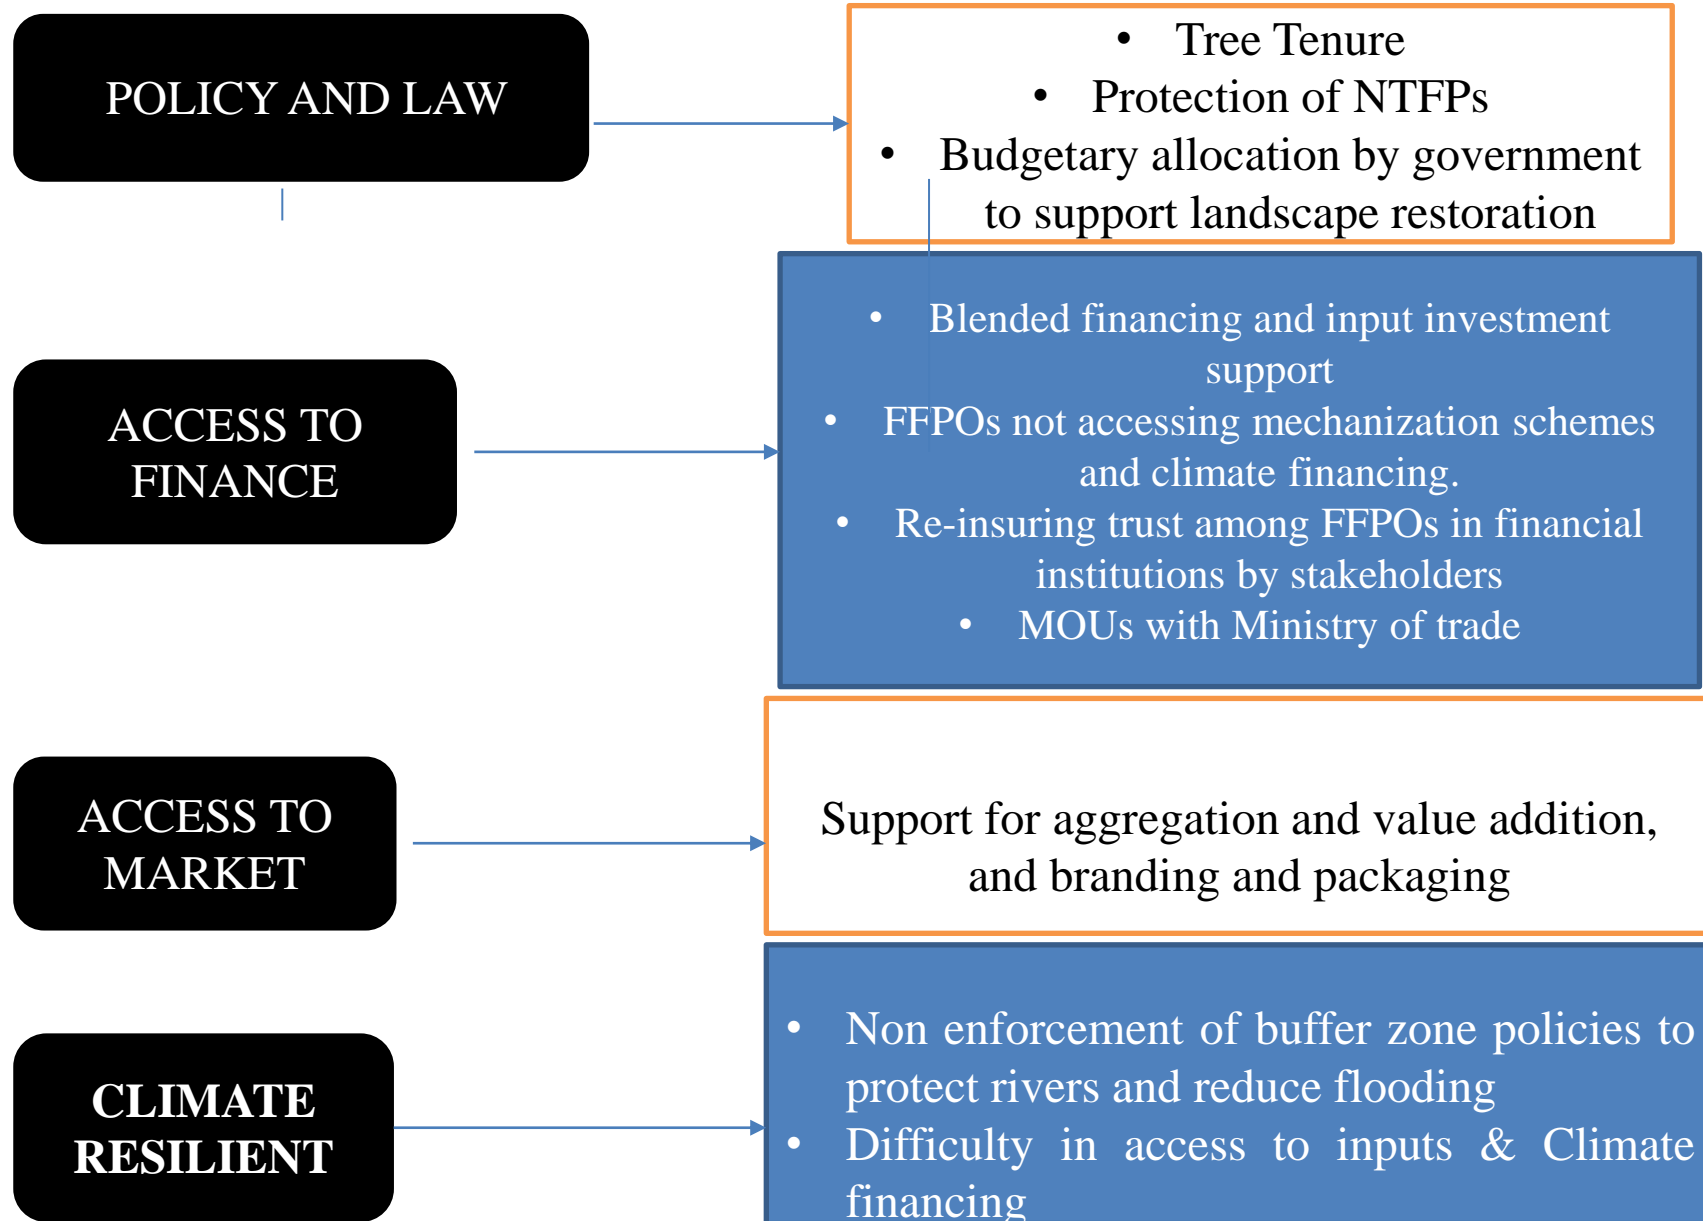 POLICY AND LAW
• Tree Tenure
• Protection of NTFPs
• Budgetary allocation by government
to support landscape restoration
ACCESS TO
FINANCE
• Blended financing and input investment
support
• FFPOs not accessing mechanization schemes
and climate financing.
• Re-insuring trust among FFPOs in financial
institutions by stakeholders
• MOUs with Ministry of trade
ACCESS TO
MARKET
Support for aggregation and value addition,
and branding and packaging
CLIMATE
RESILIENT
• Non enforcement of buffer zone policies to
protect rivers and reduce flooding
• Difficulty in access to inputs & Climate
financing